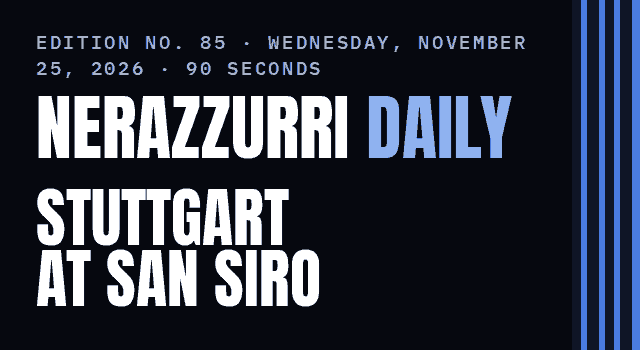 EDITION NO. 85 · WEDNESDAY, NOVEMBER
25, 2026 · 90 SECONDS
NERAZZURRI DAILY
STUTTGART
AT SAN SIRO